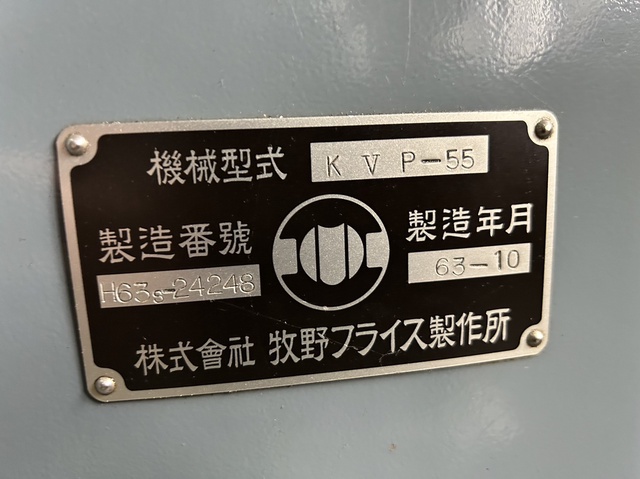 機械型式 KVP-55
製造番號 製造年月
H63s-24248 63-10
株式會社 牧野フライス製作所